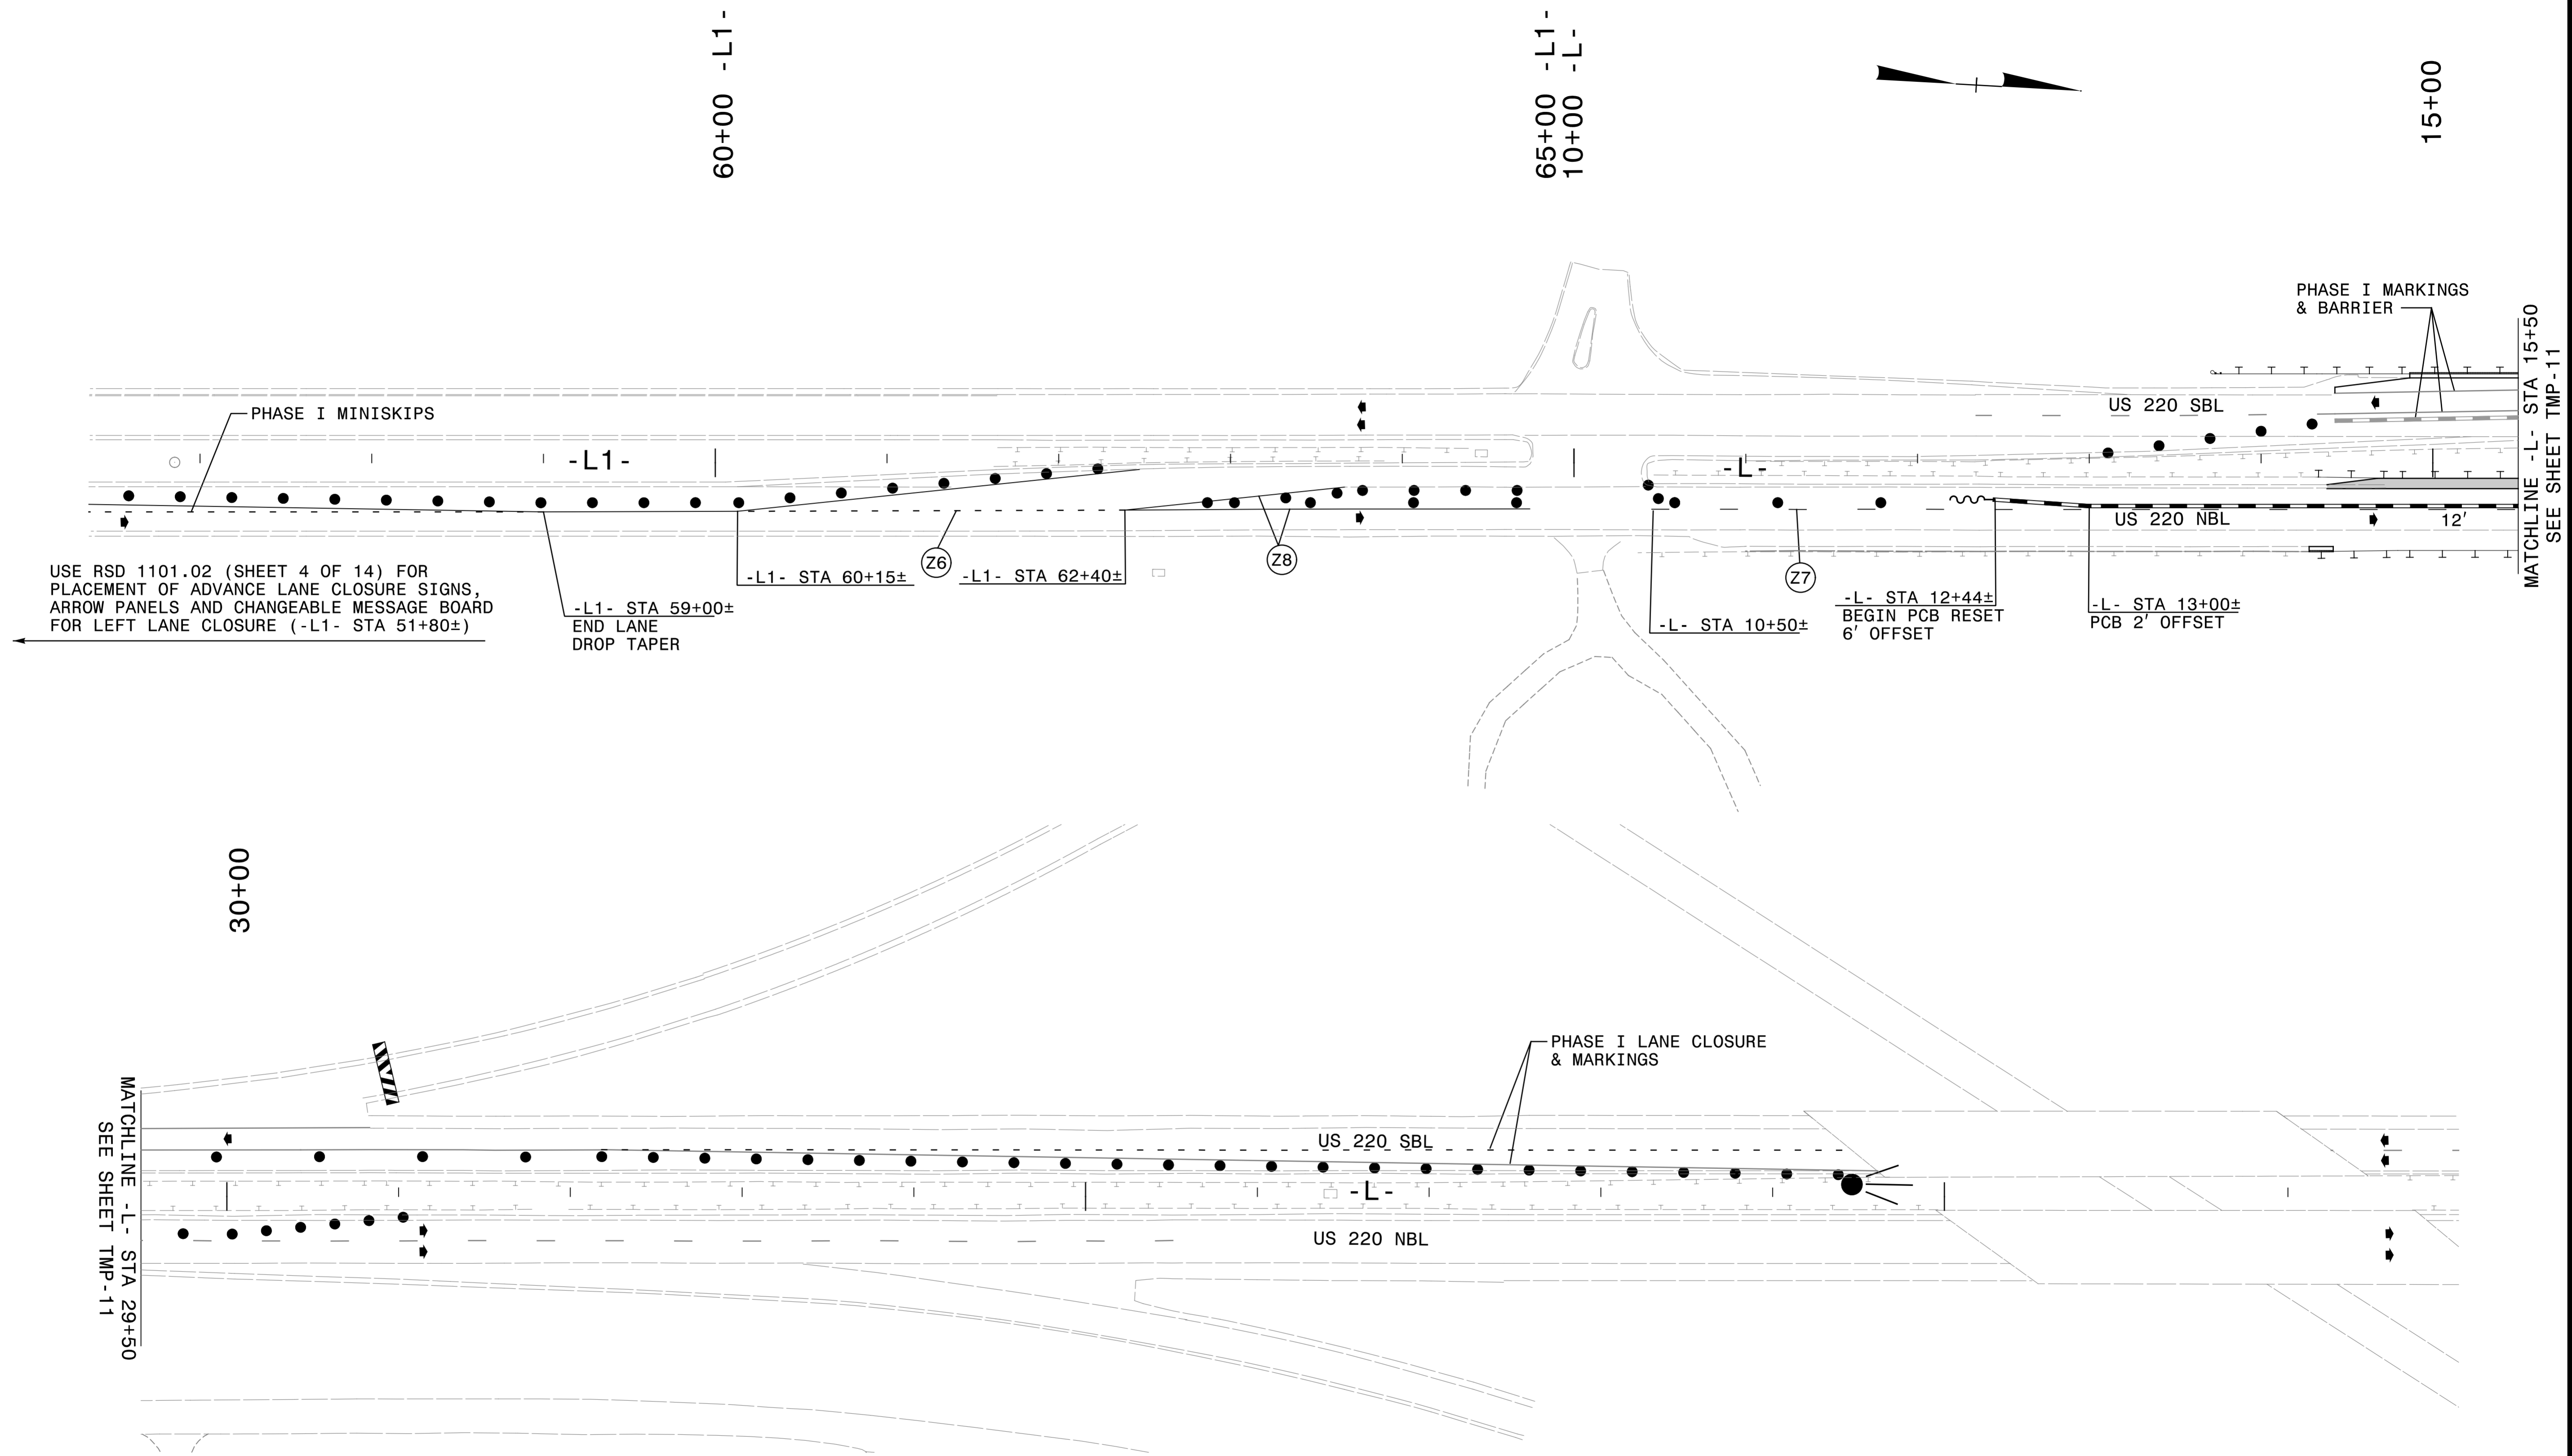 60+00 -L1-
65+00 -L1-
10+00 -L-
15+00
PHASE I MARKINGS
& BARRIER
MATCHLINE -L- STA 15+50
SEE SHEET TMP-11
PHASE I MINISKIPS
US 220 SBL
-L1-
-L-
US 220 NBL
12'
Z6
Z8
Z7
USE RSD 1101.02 (SHEET 4 OF 14) FOR
PLACEMENT OF ADVANCE LANE CLOSURE SIGNS,
ARROW PANELS AND CHANGEABLE MESSAGE BOARD
FOR LEFT LANE CLOSURE (-L1- STA 51+80±)
-L1- STA 59+00±
END LANE
DROP TAPER
-L1- STA 60+15±
-L1- STA 62+40±
-L- STA 10+50±
-L- STA 12+44±
BEGIN PCB RESET
6' OFFSET
-L- STA 13+00±
PCB 2' OFFSET
30+00
MATCHLINE -L- STA 29+50
SEE SHEET TMP-11
PHASE I LANE CLOSURE
& MARKINGS
US 220 SBL
-L-
US 220 NBL